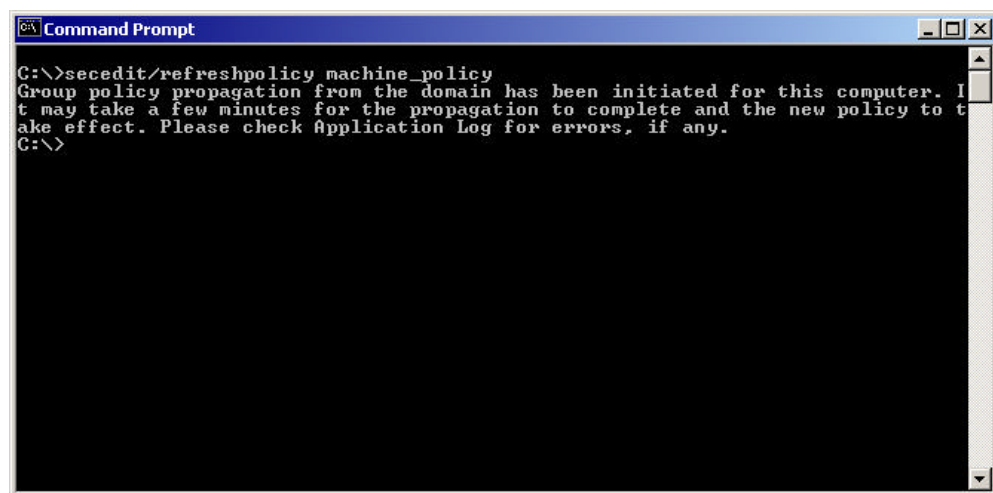 Command Prompt
C:\>secedit/refreshpolicy machine_policy
Group policy propagation from the domain has been initiated for this computer. I
t may take a few minutes for the propagation to complete and the new policy to t
ake effect. Please check Application Log for errors, if any.
C:\>